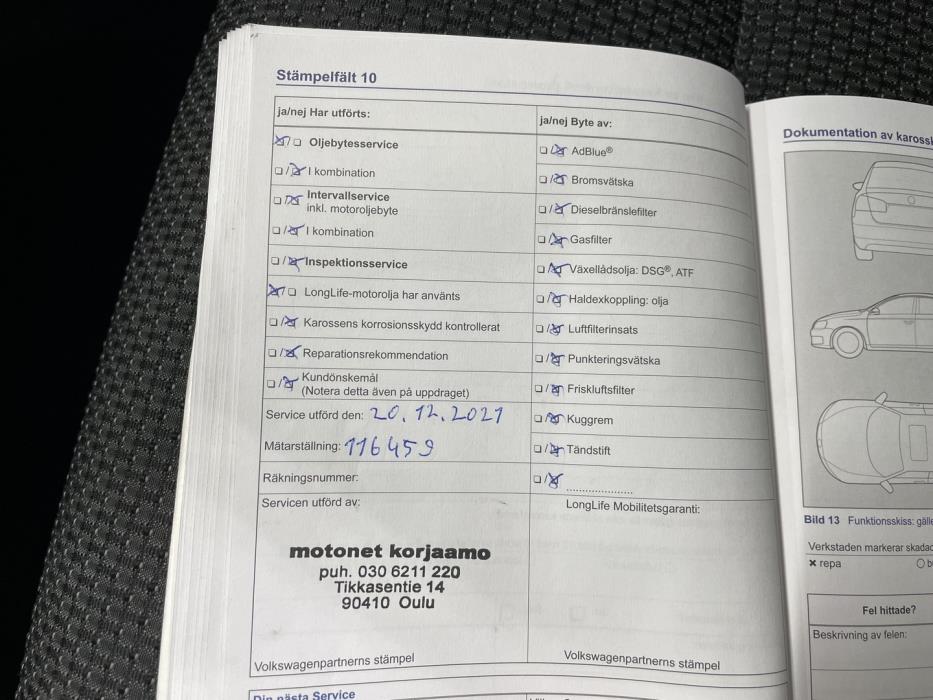 Stämpelfält 10
ja/nej Har utförts:
Oljebytesservice
I kombination
Intervallservice
inkl. motoroljebyte
I kombination
Inspektionsservice
LongLife-motorolja har använts
Karossens korrosionsskydd kontrollerat
Reparationsrekommendation
Kundönskemål
(Notera detta även på uppdraget)
Service utförd den: 20.12.2021
Mätarställning: 116459
Räkningsnummer:
Servicen utförd av:
motonet korjaamo
puh. 030 6211 220
Tikkasentie 14
90410 Oulu
Volkswagenpartnerns stämpel
ja/nej Byte av:
AdBlue®
Bromsvätska
Dieselbränslefilter
Gasfilter
Växellådsolja: DSG®, ATF
Haldexkoppling: olja
Luftfilterinsats
Punkteringsvätska
Friskluftsfilter
Kuggrem
Tändstift
....................
LongLife Mobilitetsgaranti:
Volkswagenpartnerns stämpel
Din nästa Service
Dokumentation av
Bild 13 Funktionsskiss:
Verkstaden markerar
repa
Fel hittade?
Beskrivning av felen: